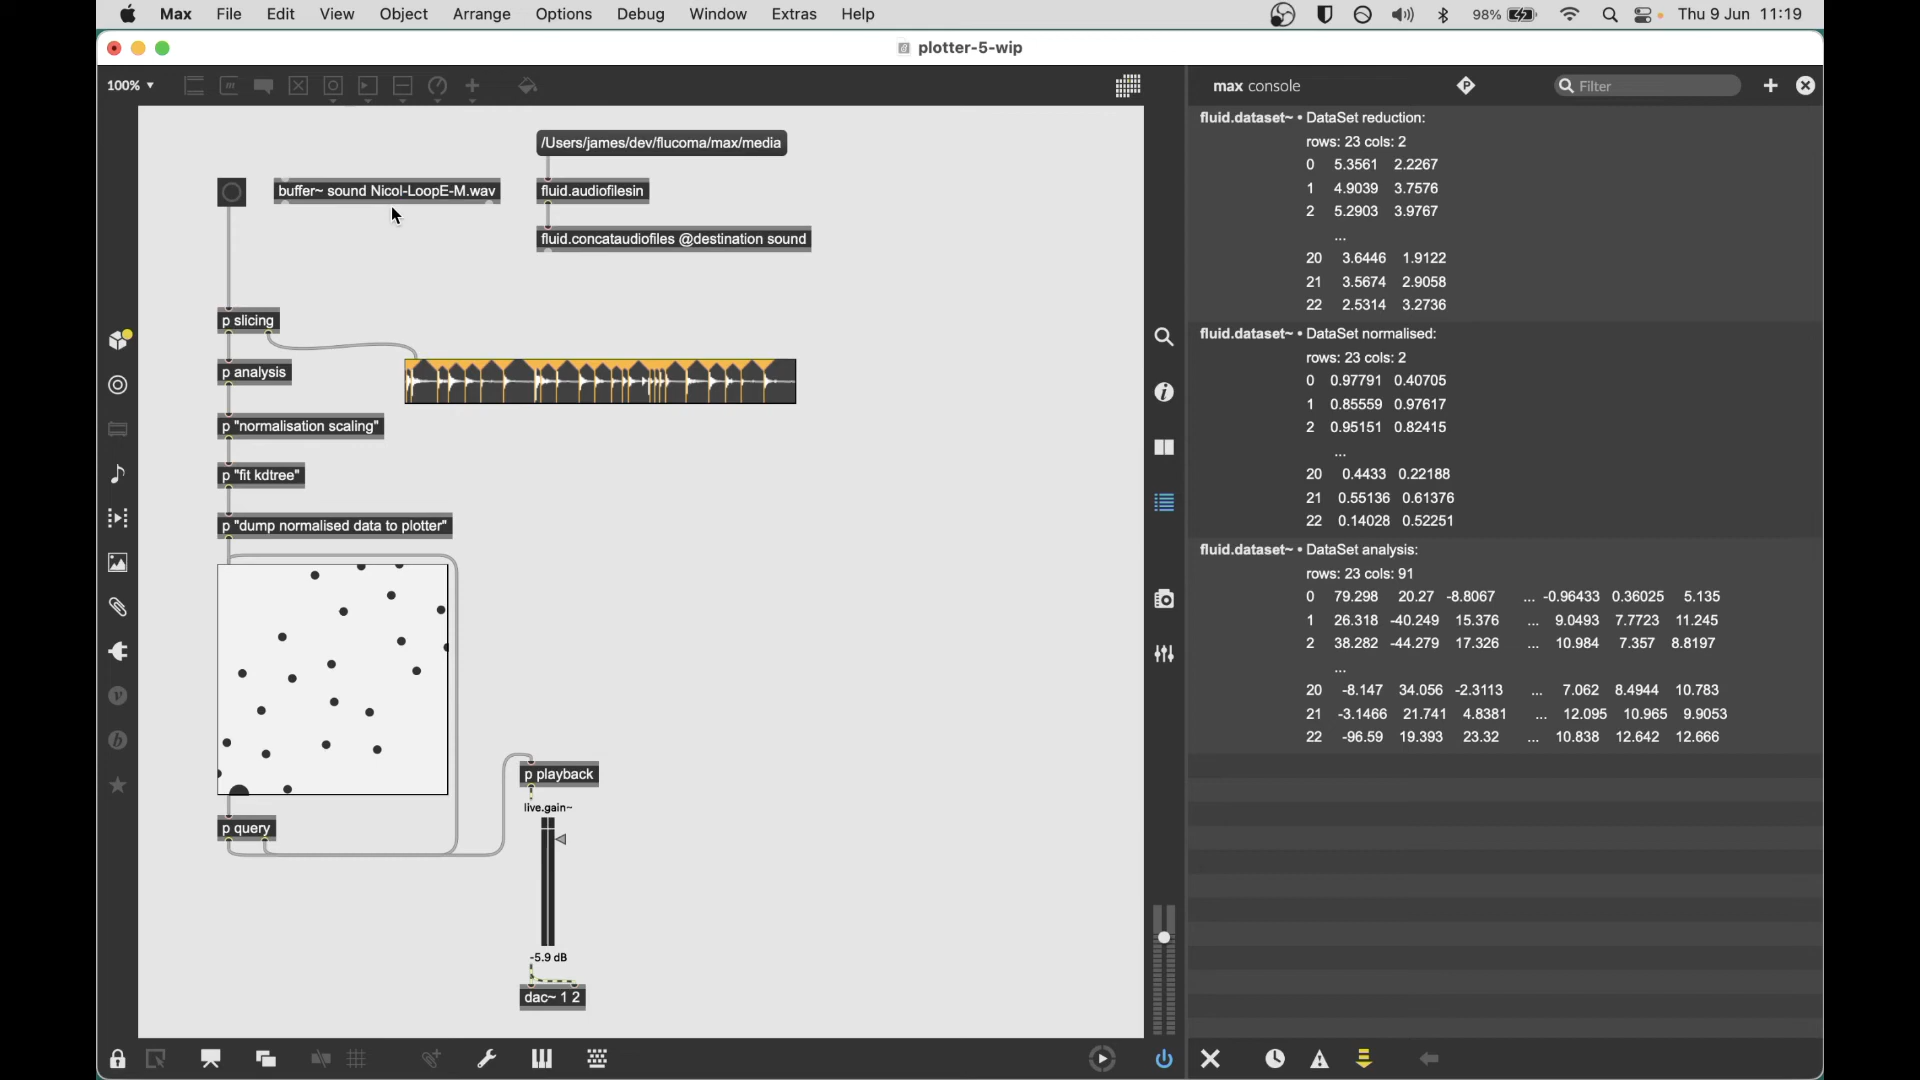 Max File Edit View Object Arrange Options Debug Window Extras Help 98% Thu 9 Jun 11:19
plotter-5-wip
100%
/Users/james/dev/flucoma/max/media
buffer~ sound Nicol-LoopE-M.wav
fluid.audiofilesin
fluid.concataudiofiles @destination sound
p slicing
p analysis
p "normalisation scaling"
p "fit kdtree"
p "dump normalised data to plotter"
p query
p playback
live.gain~
-5.9 dB
dac~ 1 2
max console
Filter
fluid.dataset~ • DataSet reduction:
rows: 23 cols: 2
0 5.3561 2.2267
1 4.9039 3.7576
2 5.2903 3.9767
...
20 3.6446 1.9122
21 3.5674 2.9058
22 2.5314 3.2736
fluid.dataset~ • DataSet normalised:
rows: 23 cols: 2
0 0.97791 0.40705
1 0.85559 0.97617
2 0.95151 0.82415
...
20 0.4433 0.22188
21 0.55136 0.61376
22 0.14028 0.52251
fluid.dataset~ • DataSet analysis:
rows: 23 cols: 91
0 79.298 20.27 -8.8067 ... -0.96433 0.36025 5.135
1 26.318 -40.249 15.376 ... 9.0493 7.7723 11.245
2 38.282 -44.279 17.326 ... 10.984 7.357 8.8197
...
20 -8.147 34.056 -2.3113 ... 7.062 8.4944 10.783
21 -3.1466 21.741 4.8381 ... 12.095 10.965 9.9053
22 -96.59 19.393 23.32 ... 10.838 12.642 12.666